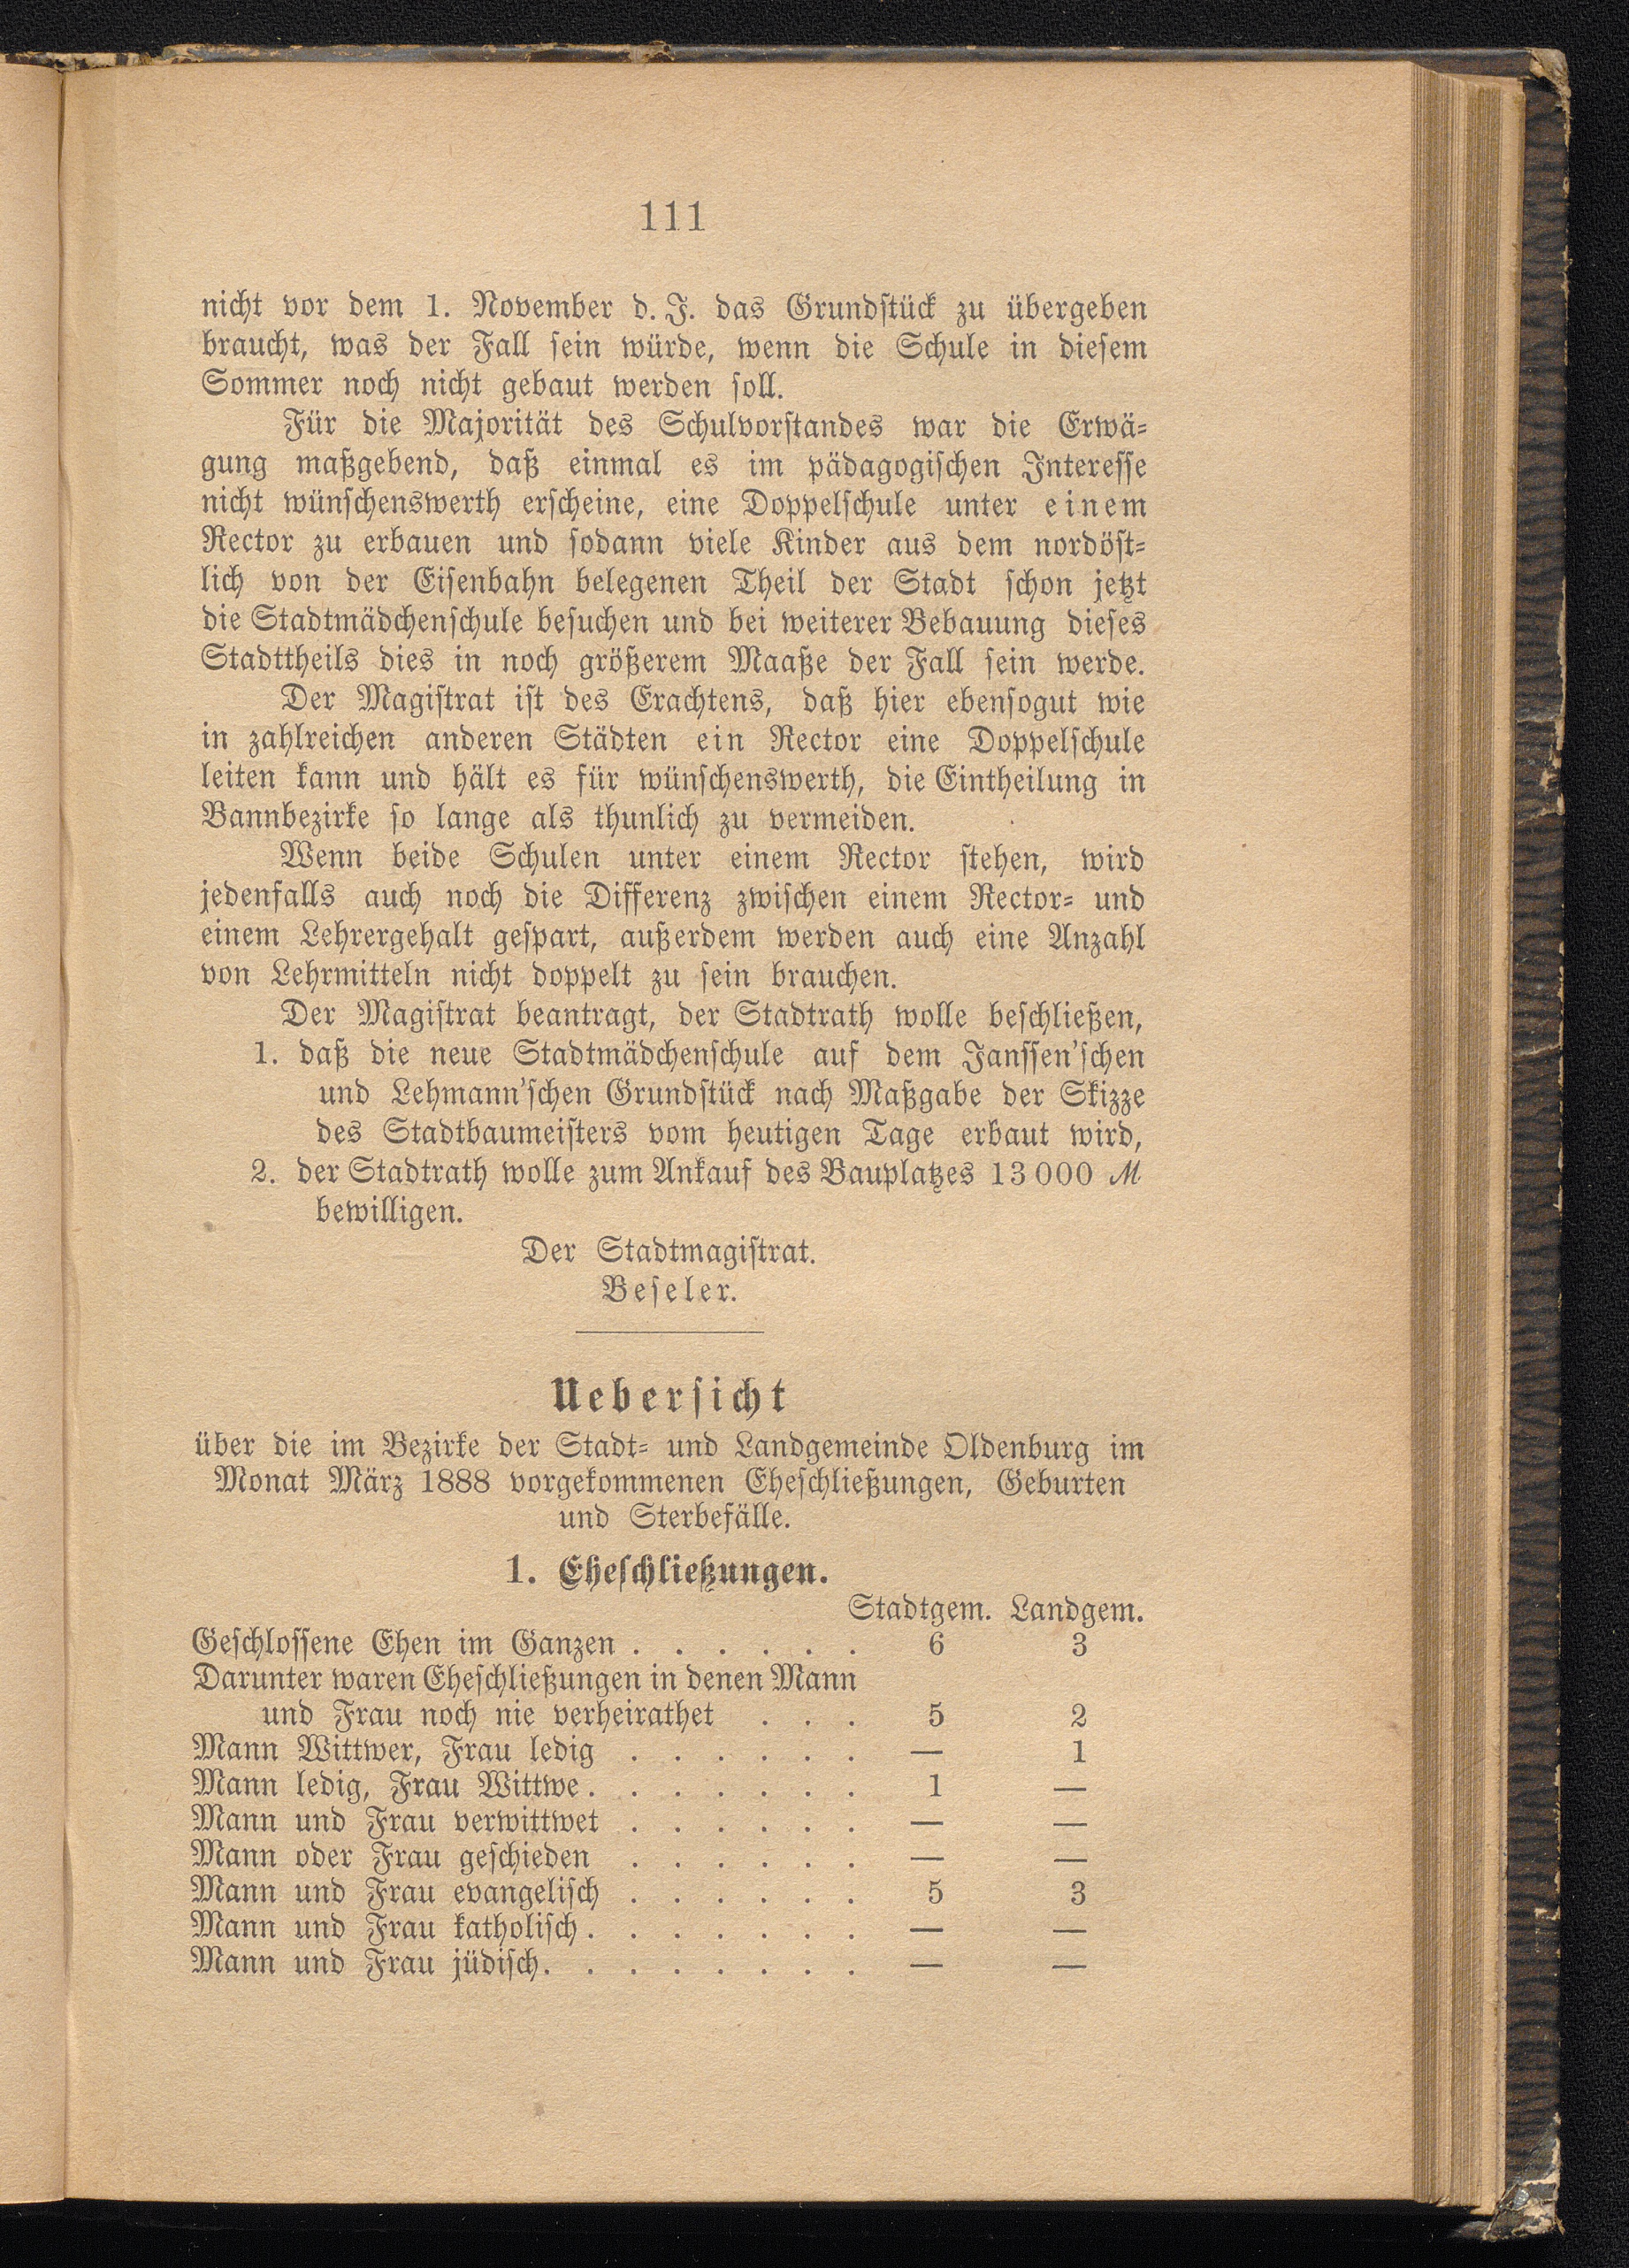 111
nicht vor dem 1. November d. J. das Grundstück zu übergeben
braucht, was der Fall sein würde, wenn die Schule in diesem
Sommer noch nicht gebaut werden soll.
Für die Majorität des Schulvorstandes war die Erwä-
gung maßgebend, daß einmal es im pädagogischen Interesse
nicht wünschenswerth erscheine, eine Doppelschule unter einem
Rector zu erbauen und sodann viele Kinder aus dem nordöst-
lich von der Eisenbahn belegenen Theil der Stadt schon jetzt
die Stadtmädchenschule besuchen und bei weiterer Bebauung dieses
Stadttheils dies in noch größerem Maaße der Fall sein werde.
Der Magistrat ist des Erachtens, daß hier ebensogut wie
in zahlreichen anderen Städten ein Rector eine Doppelschule
leiten kann und hält es für wünschenswerth, die Eintheilung in
Bannbezirke so lange als thunlich zu vermeiden.
Wenn beide Schulen unter einem Rector stehen, wird
jedenfalls auch noch die Differenz zwischen einem Rector- und
einem Lehrergehalt gespart, außerdem werden auch eine Anzahl
von Lehrmitteln nicht doppelt zu sein brauchen.
Der Magistrat beantragt, der Stadtrath wolle beschließen,
1. daß die neue Stadtmädchenschule auf dem Janssen'schen
und Lehmann'schen Grundstück nach Maßgabe der Skizze
des Stadtbaumeisters vom heutigen Tage erbaut wird,
2. der Stadtrath wolle zum Ankauf des Bauplatzes 13 000 ℳ
bewilligen.
Der Stadtmagistrat.
Beseler.
Uebersicht
über die im Bezirke der Stadt- und Landgemeinde Oldenburg im
Monat März 1888 vorgekommenen Eheschließungen, Geburten
und Sterbefälle.
1. Eheschließungen.
Stadtgem. Landgem.
Geschlossene Ehen im Ganzen . . . . . . 6 3
Darunter waren Eheschließungen in denen Mann
und Frau noch nie verheirathet . . . 5 2
Mann Wittwer, Frau ledig . . . . . . — 1
Mann ledig, Frau Wittwe . . . . . . . 1 —
Mann und Frau verwittwet . . . . . . — —
Mann oder Frau geschieden . . . . . . — —
Mann und Frau evangelisch . . . . . . 5 3
Mann und Frau katholisch . . . . . . . — —
Mann und Frau jüdisch . . . . . . . . — —